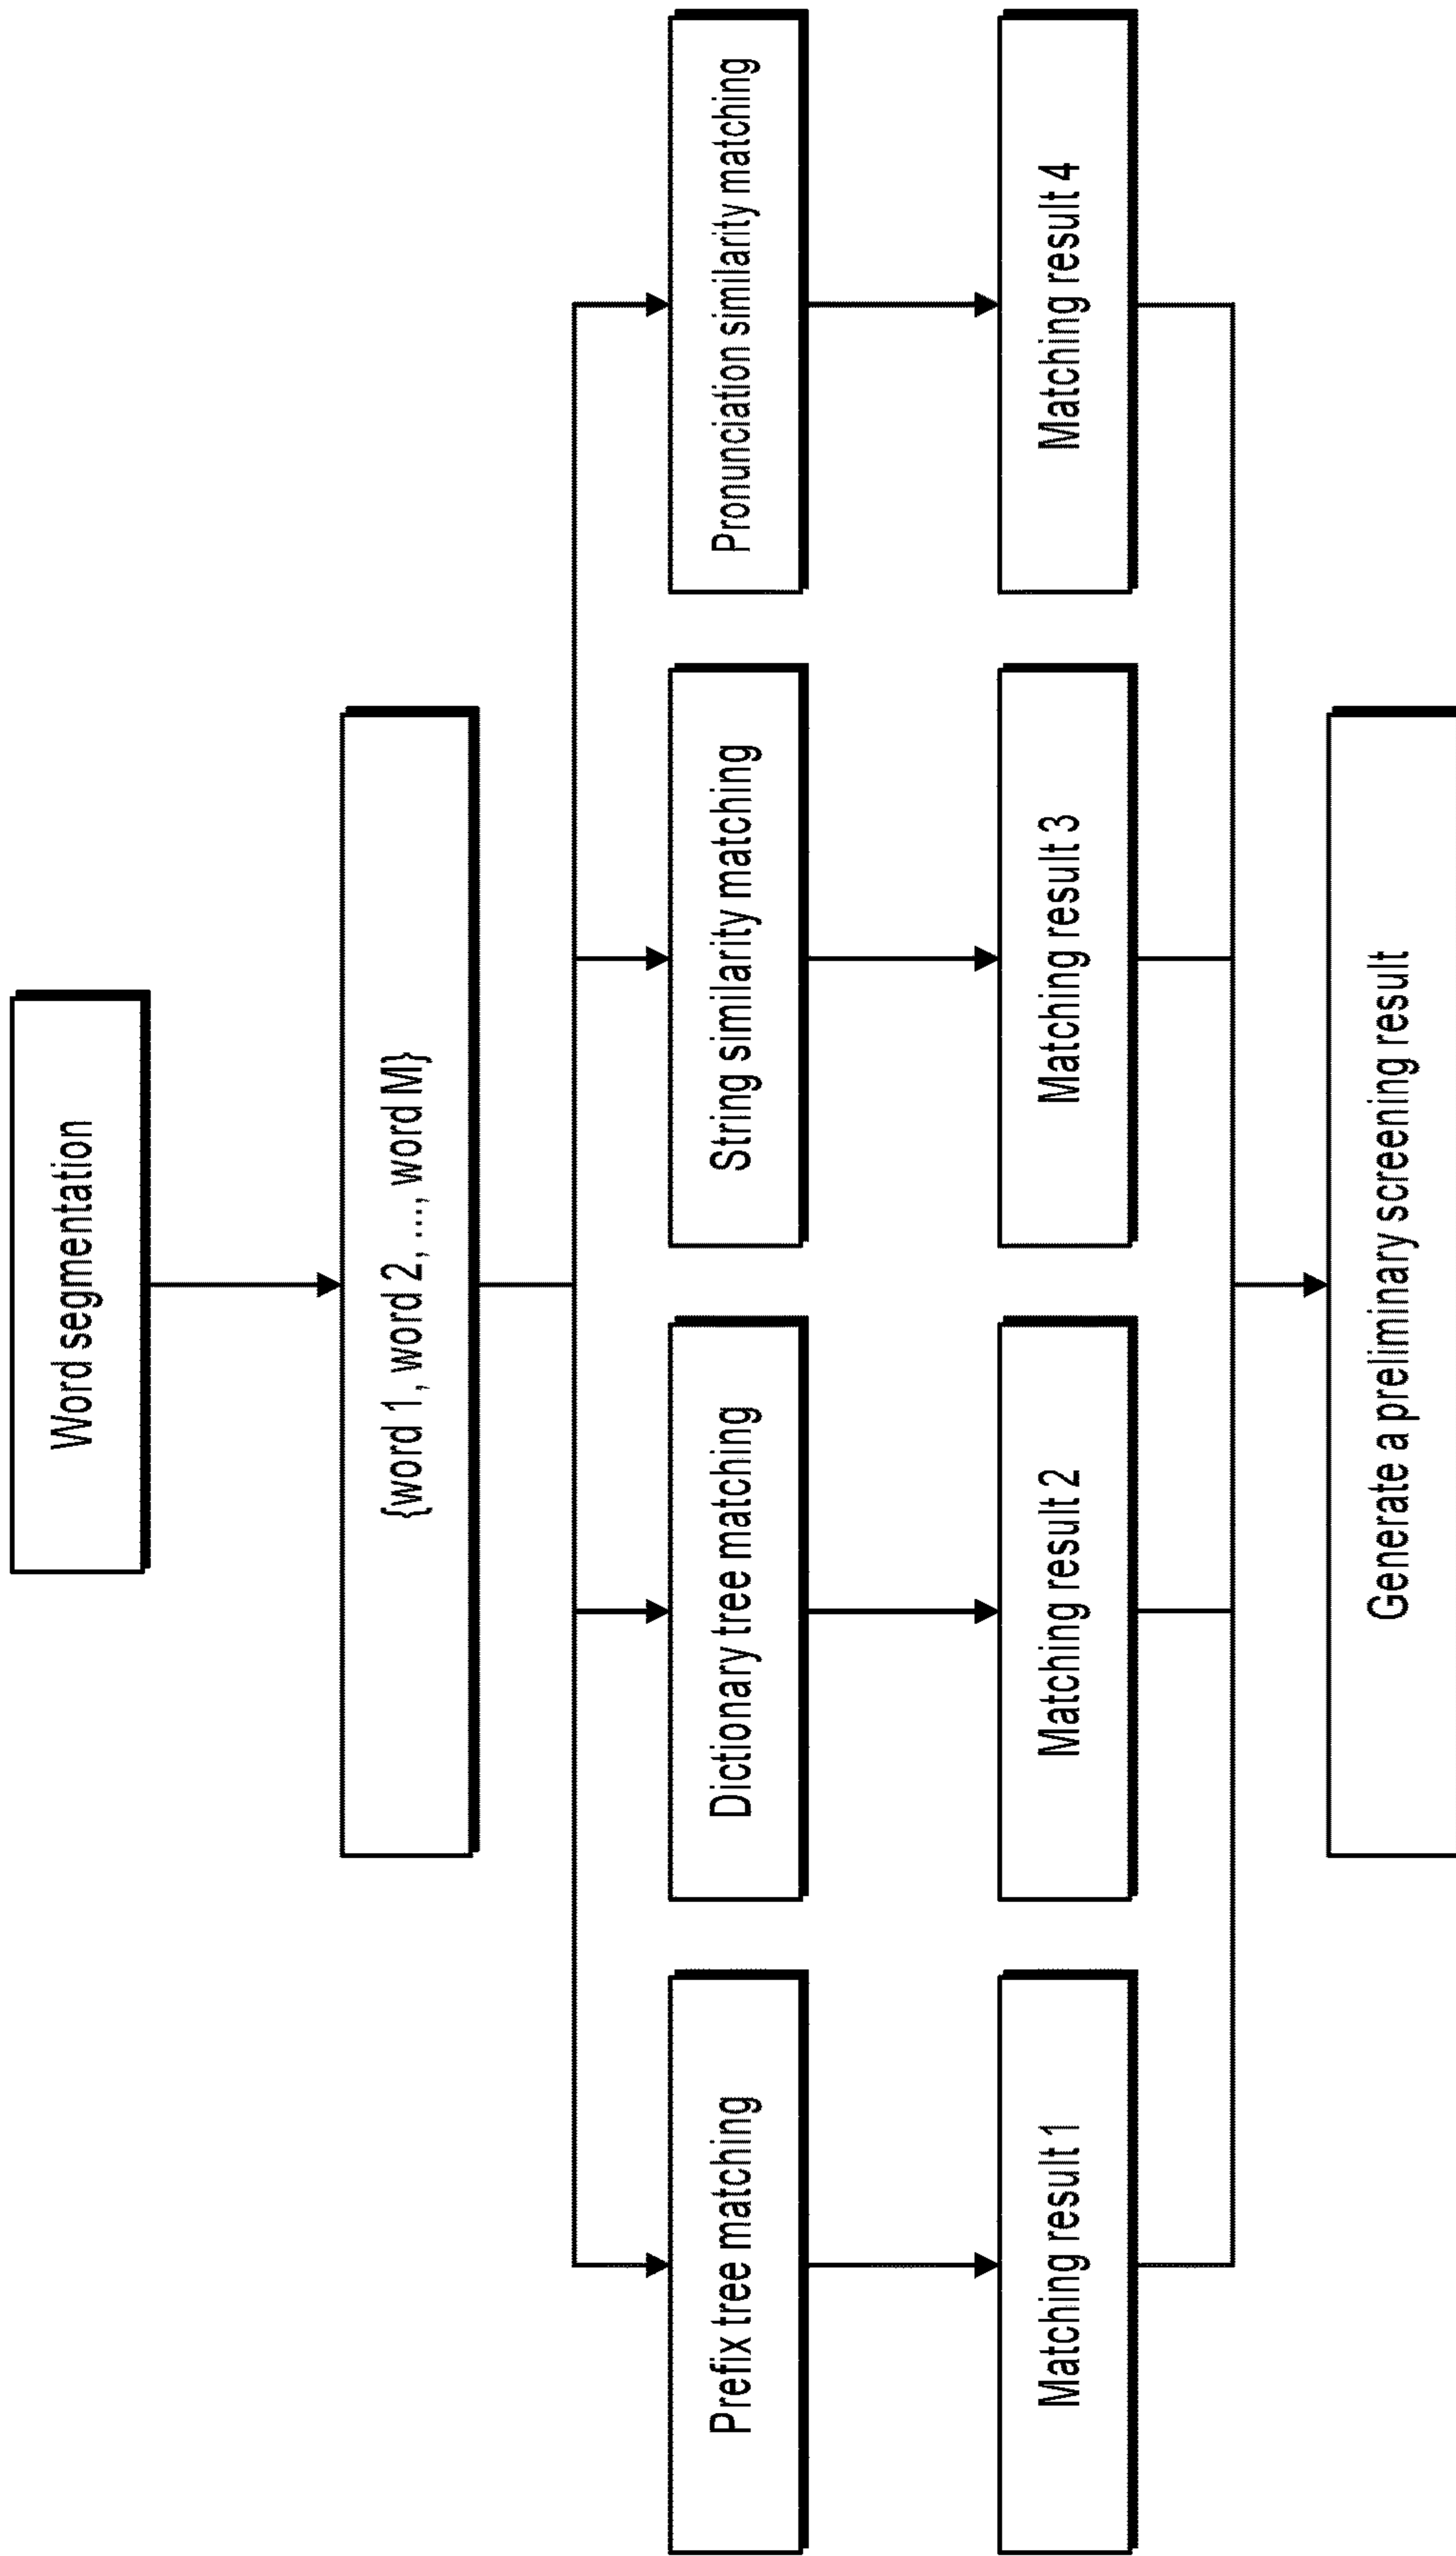 Word segmentation
{word 1, word 2, ..., word M}
Prefix tree matching
Dictionary tree matching
String similarity matching
Pronunciation similarity matching
Matching result 1
Matching result 2
Matching result 3
Matching result 4
Generate a preliminary screening result